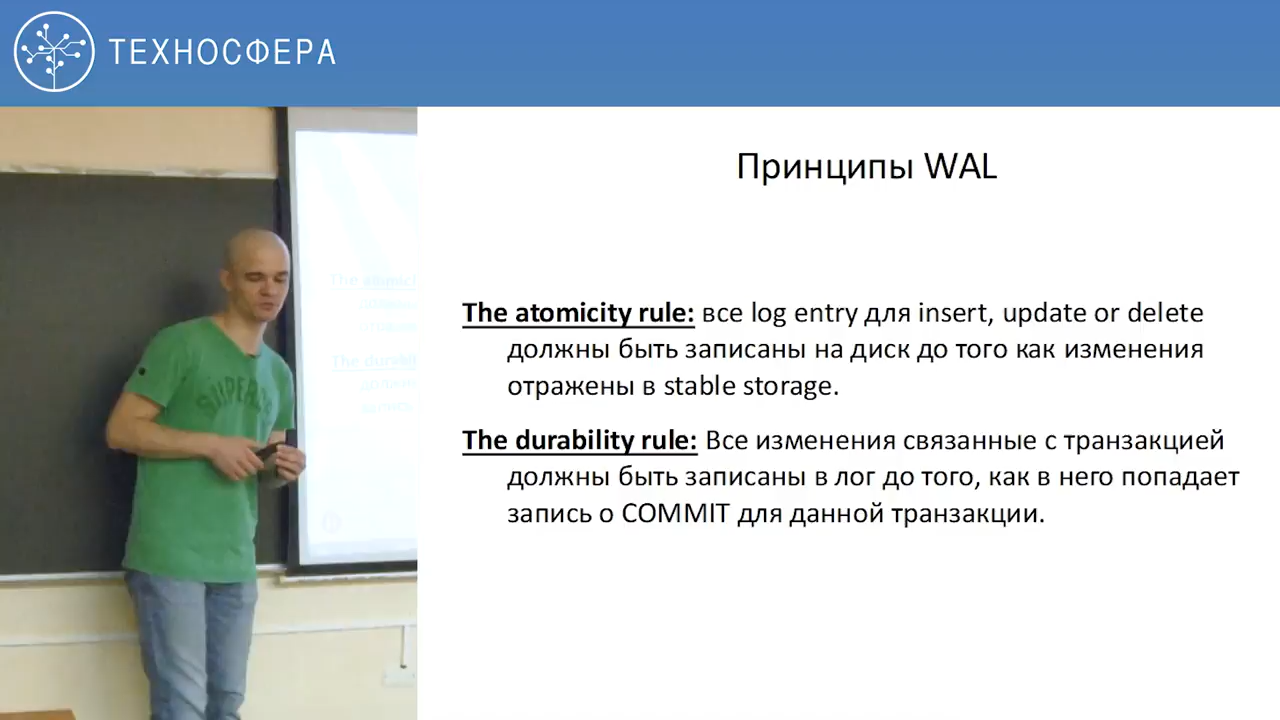 ТЕХНОСФЕРА
Принципы WAL
The atomicity rule: все log entry для insert, update or delete
должны быть записаны на диск до того как изменения
отражены в stable storage.
The durability rule: Все изменения связанные с транзакцией
должны быть записаны в лог до того, как в него попадает
запись о COMMIT для данной транзакции.